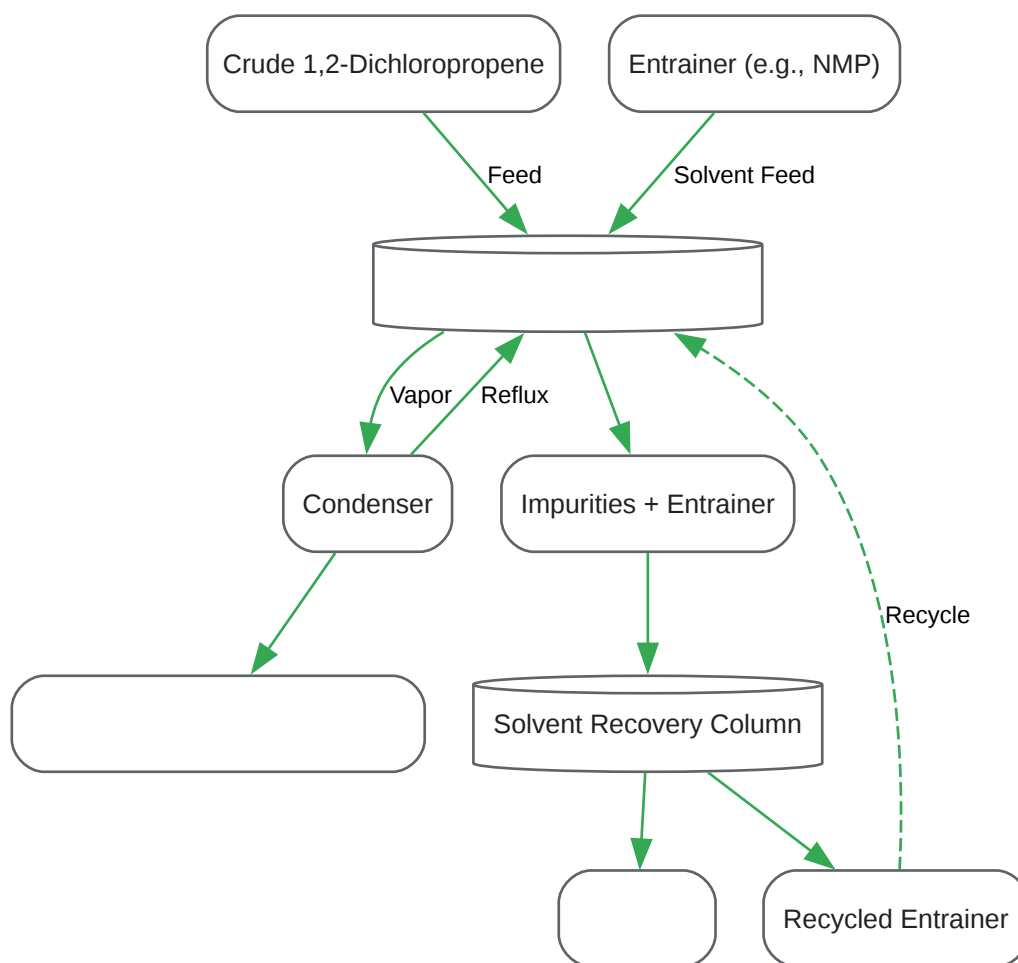 Crude 1,2-Dichloropropene
Entrainer (e.g., NMP)
Feed
Solvent Feed
Vapor
Reflux
Condenser
Impurities + Entrainer
Recycle
Solvent Recovery Column
Recycled Entrainer